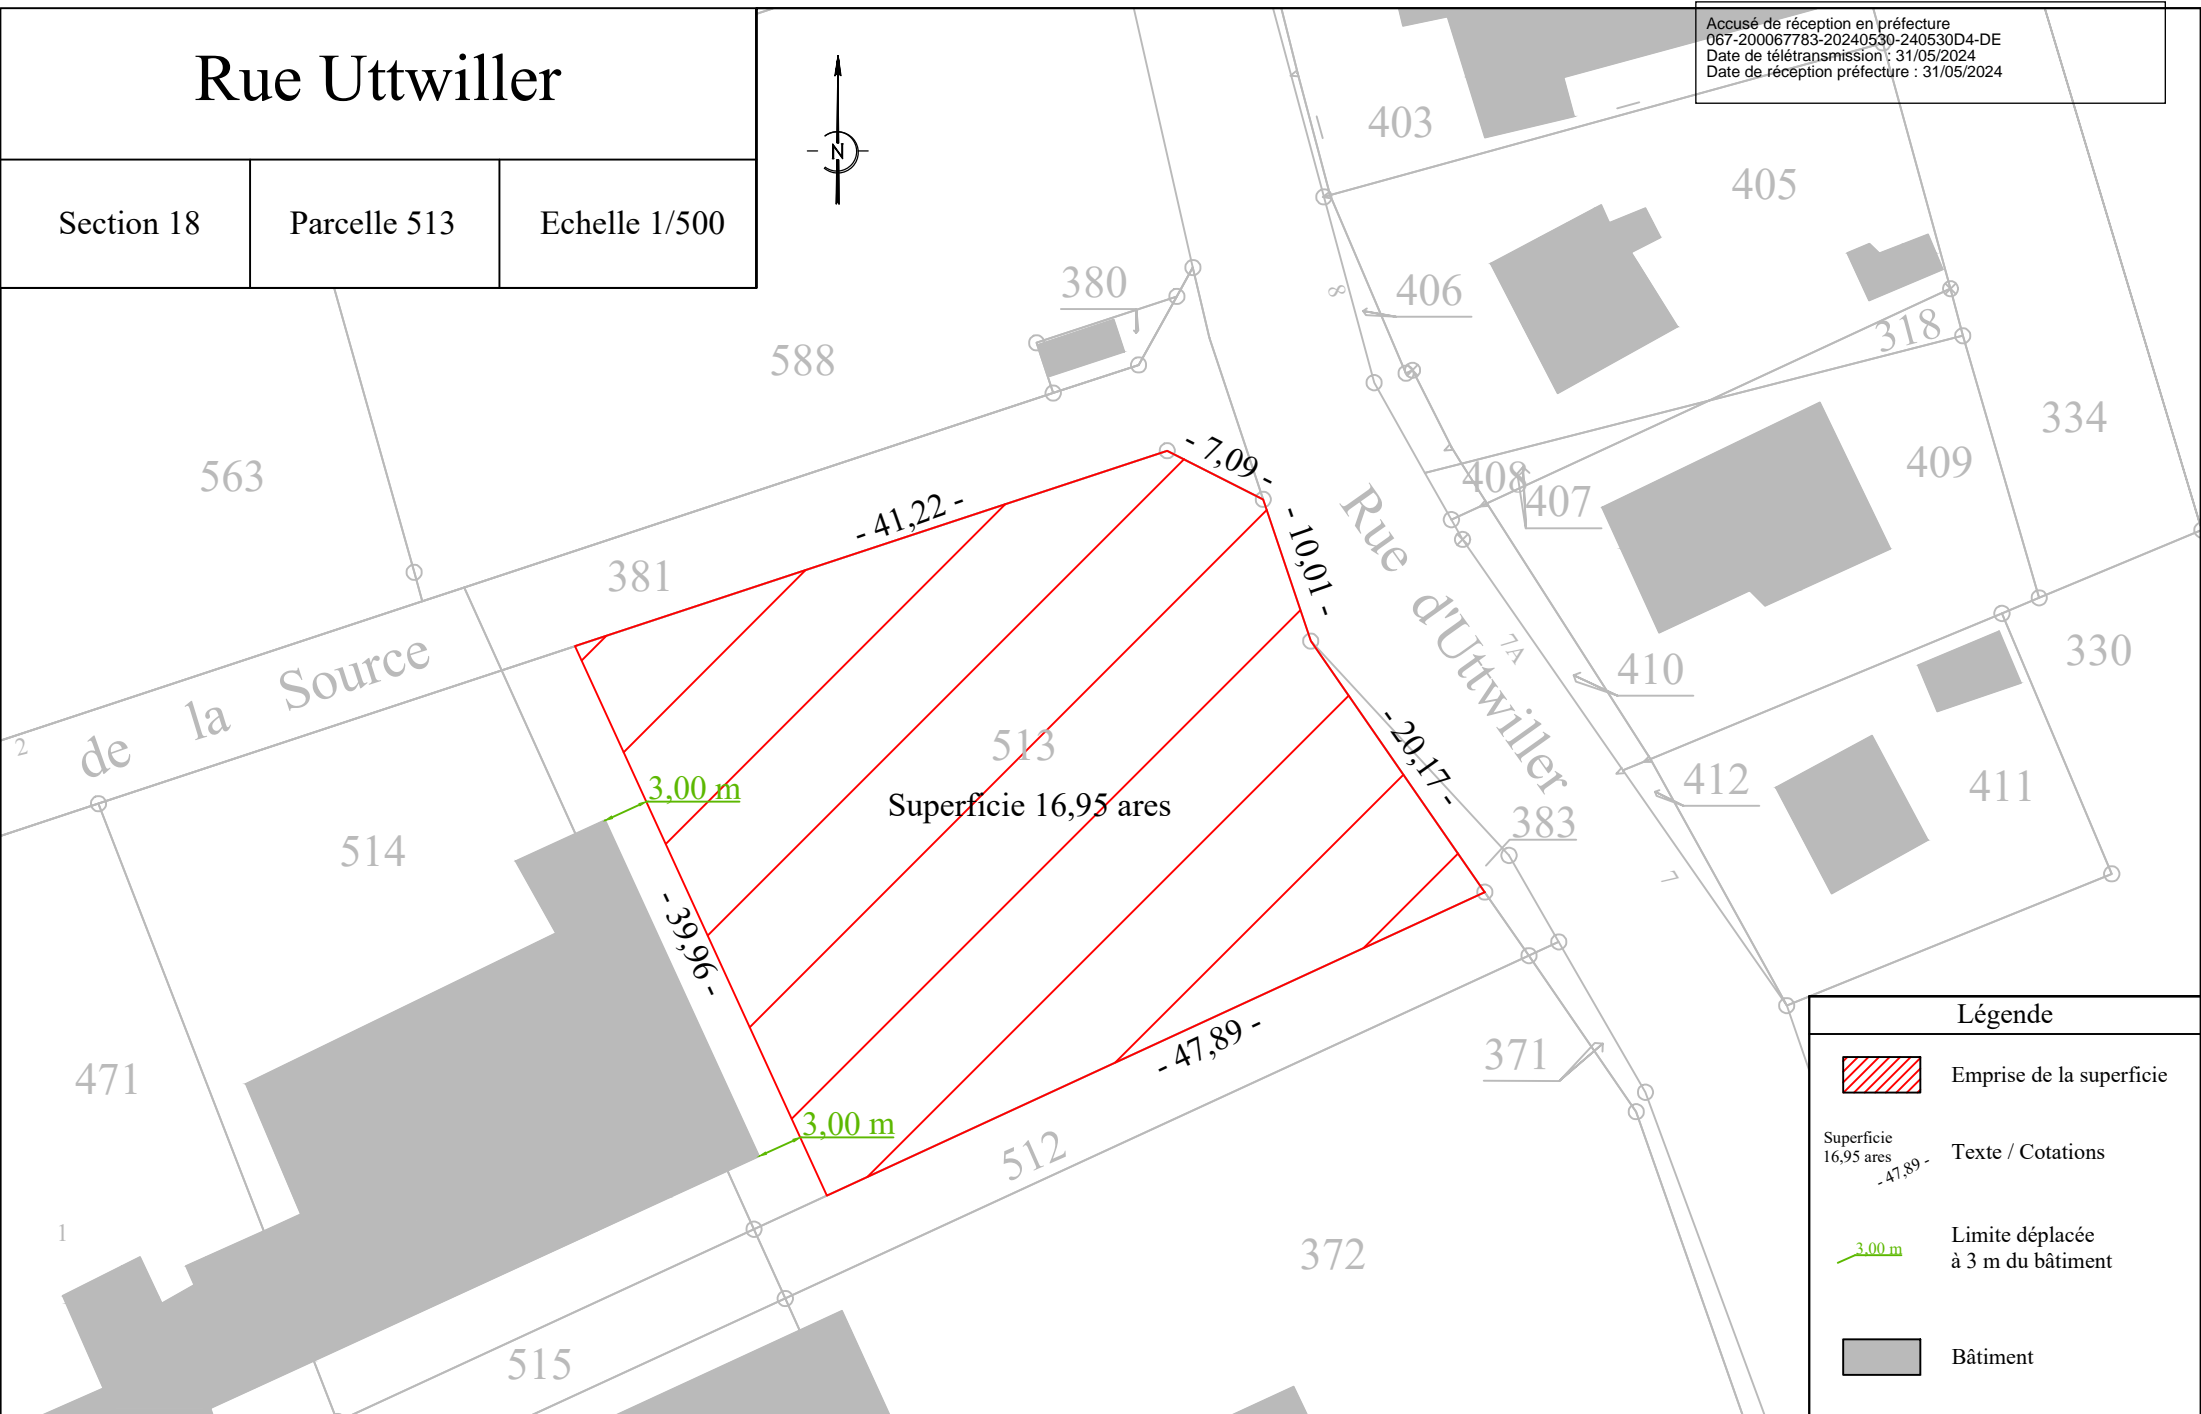 Rue Uttwiller
Section 18
Parcelle 513
Echelle 1/500
N
Accusé de réception en préfecture
067-200067783-20240530-240530D4-DE
Date de télétransmission : 31/05/2024
Date de réception préfecture : 31/05/2024
403
405
380
8
406
318
588
334
563
- 7,09 -
409
408
407
- 41,22 -
- 10,01 -
381
Rue d'Uttwiller
7A
330
de la Source
2
410
513
- 20,17 -
3,00 m
Superficie 16,95 ares
412
411
383
514
7
- 39,96 -
- 47,89 -
371
471
3,00 m
512
1
372
515
Légende
Emprise de la superficie
Superficie
16,95 ares
- 47,89 -
Texte / Cotations
3,00 m
Limite déplacée
à 3 m du bâtiment
Bâtiment